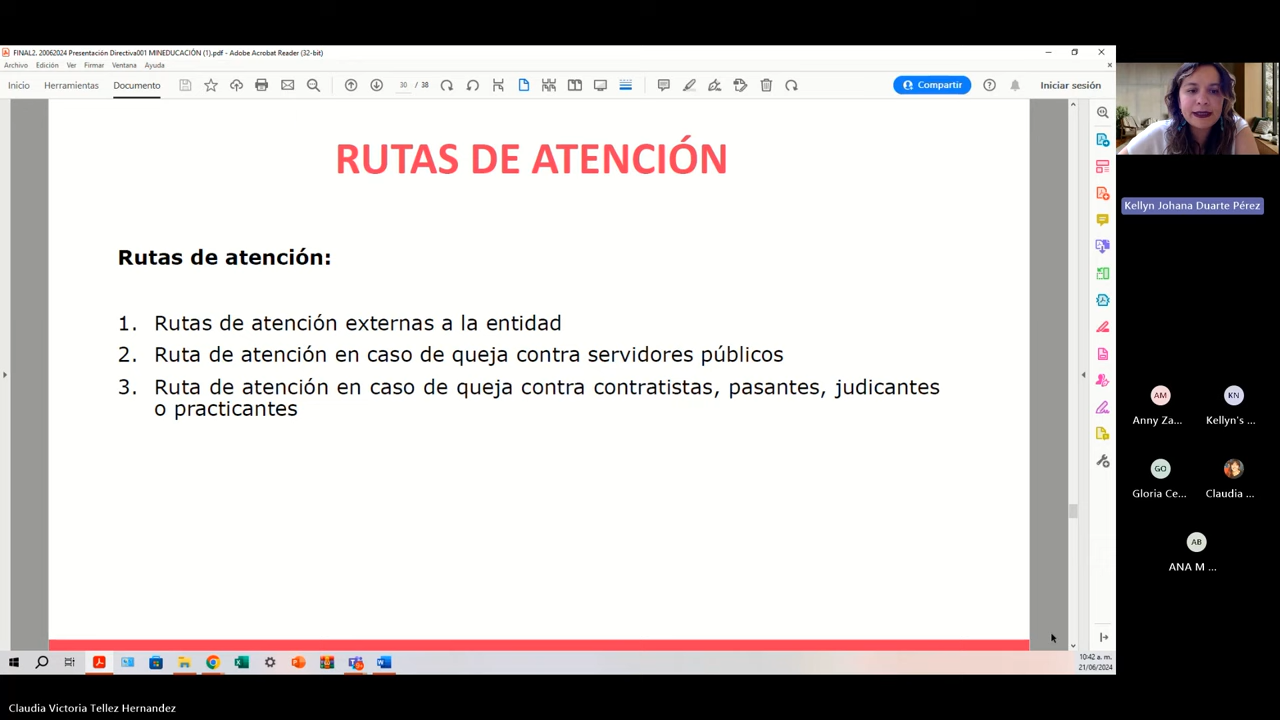 FINAL2, 20062024 Presentación Directiva001 MINEDUCACIÓN (1).pdf - Adobe Acrobat Reader (32-bit)
Archivo Edición Ver Firmar Ventana Ayuda
Inicio Herramientas Documento 30 / 38 Compartir Iniciar sesión
RUTAS DE ATENCIÓN
Rutas de atención:
1. Rutas de atención externas a la entidad
2. Ruta de atención en caso de queja contra servidores públicos
3. Ruta de atención en caso de queja contra contratistas, pasantes, judicantes
o practicantes
Kellyn Johana Duarte Pérez
AM KN
Anny Za... Kellyn's ...
GO
Gloria Ce... Claudia ...
AB
ANA M ...
10:42 a. m.
21/06/2024
Claudia Victoria Tellez Hernandez